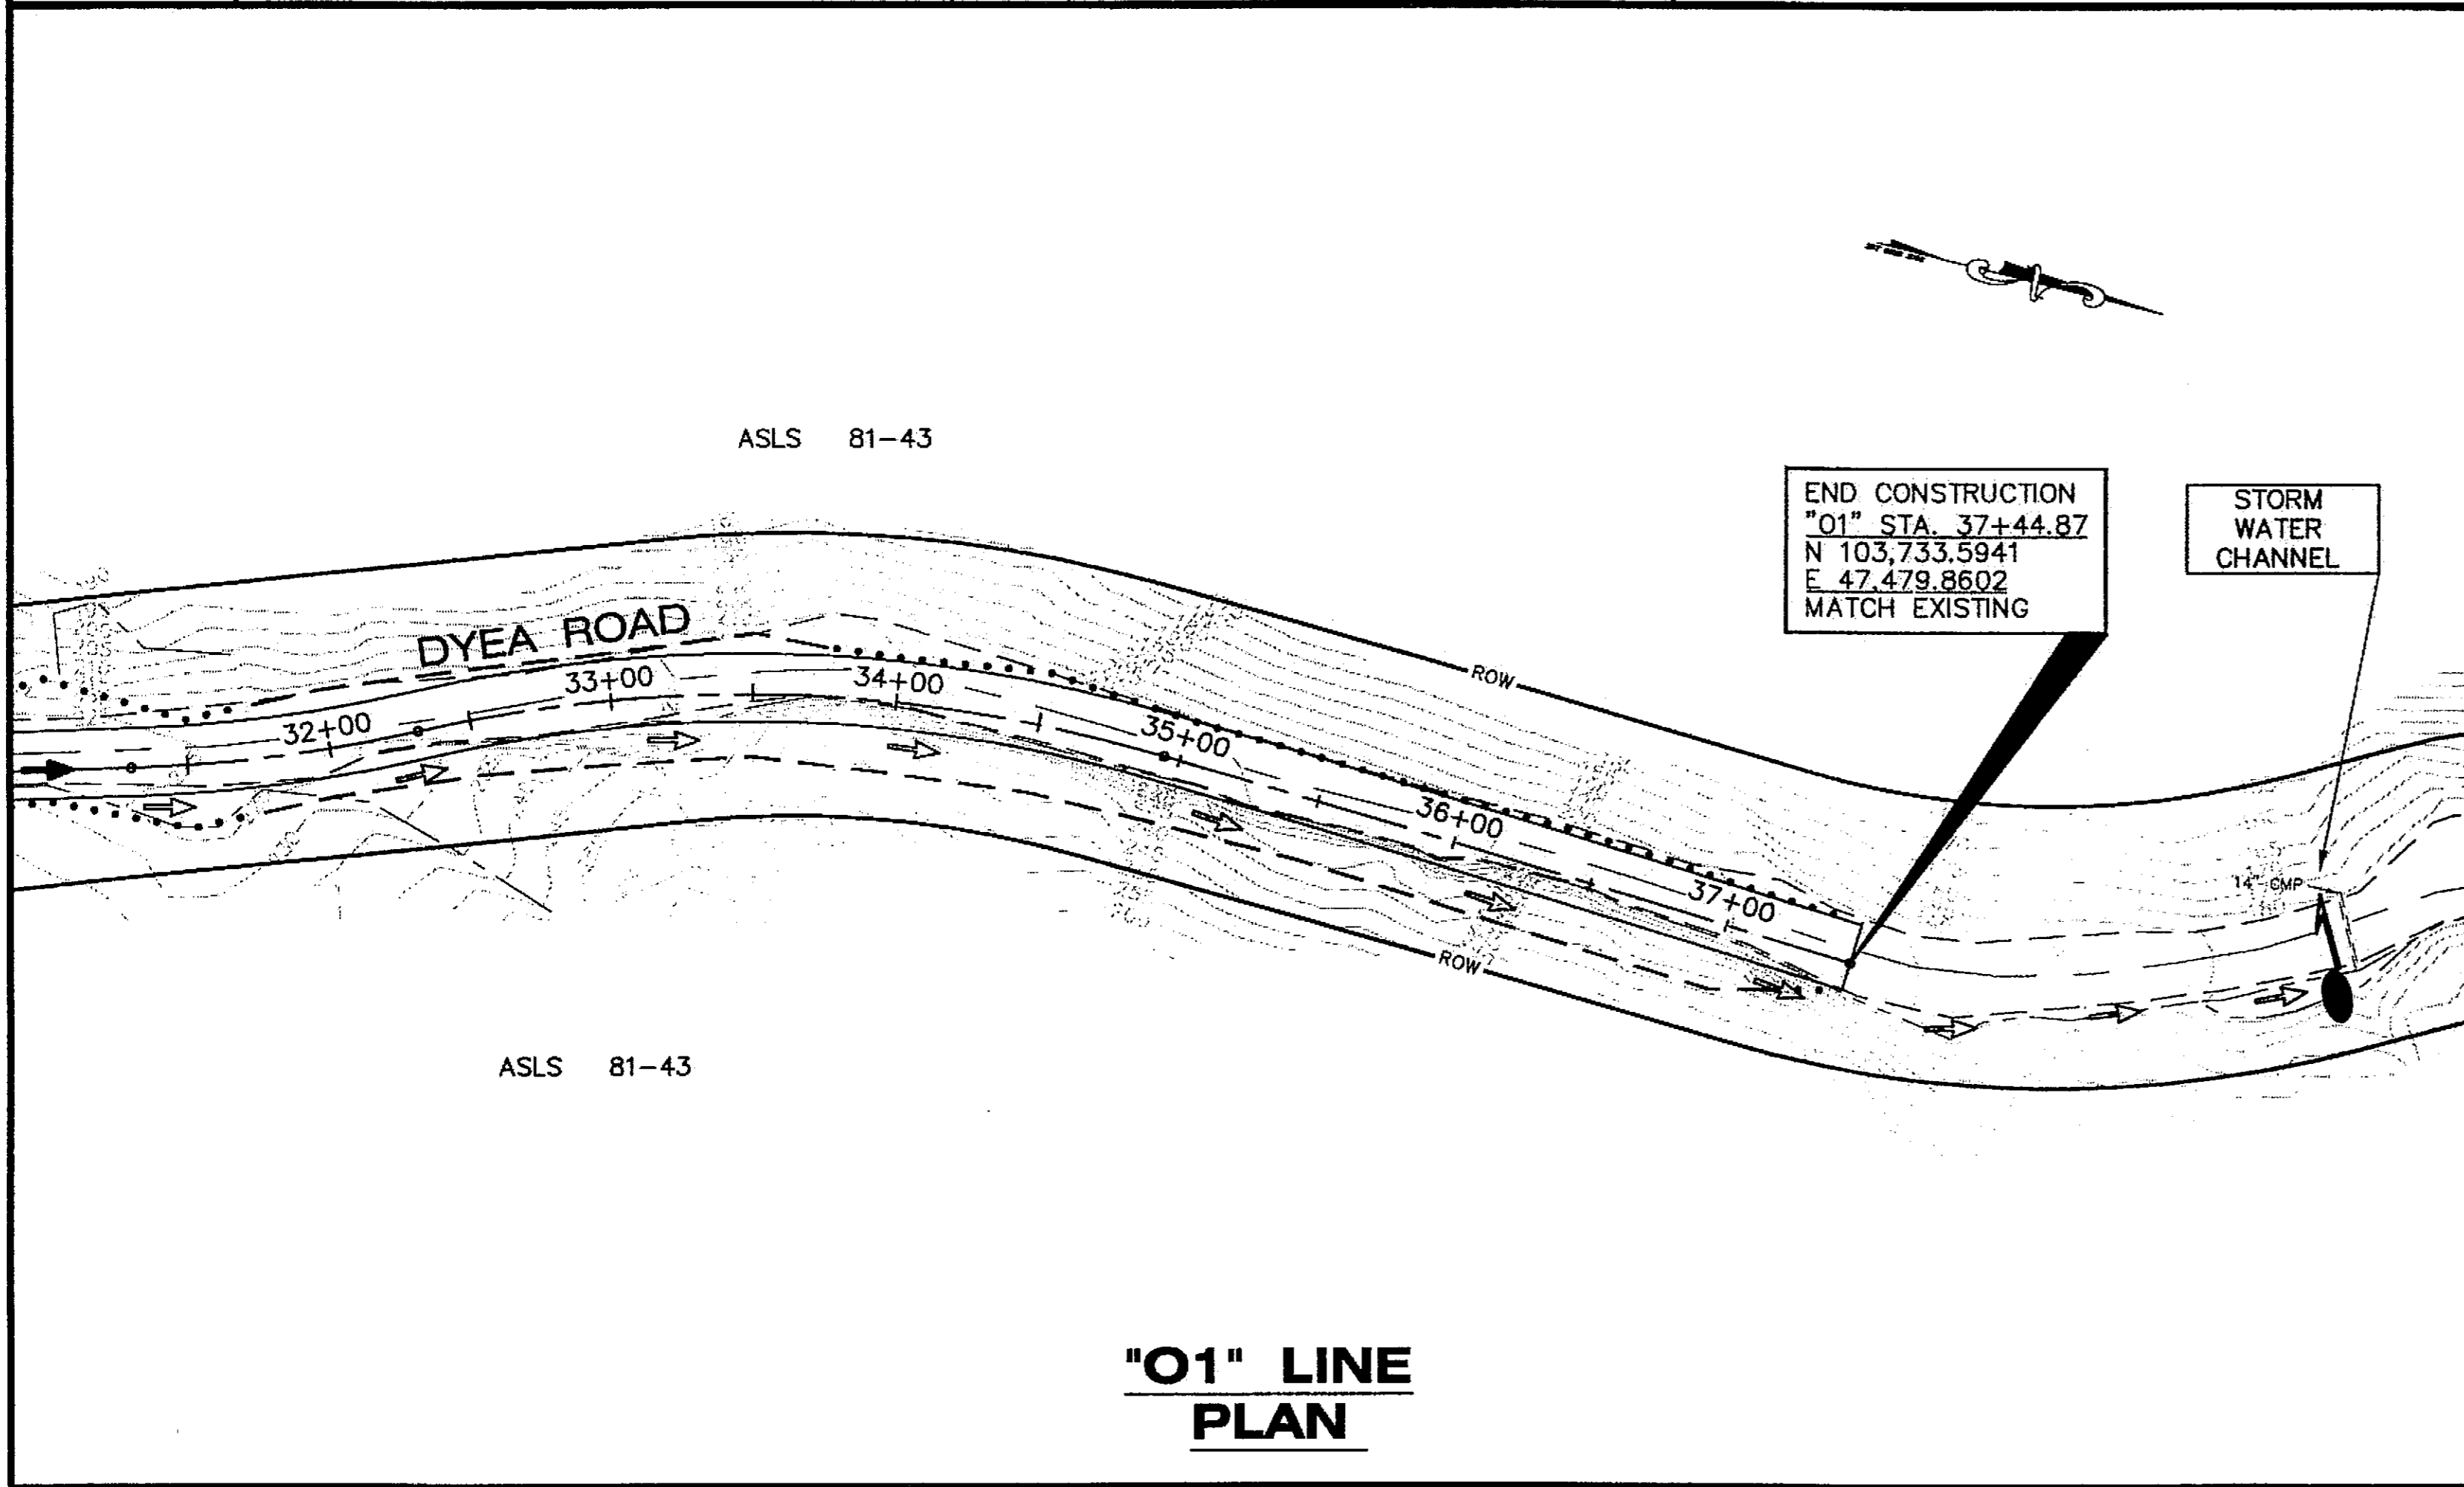 ASLS 81-43
END CONSTRUCTION
"01" STA. 37+44.87
N 103,733.5941
E 47,479.8602
MATCH EXISTING
STORM
WATER
CHANNEL
DYEA ROAD
32+00
33+00
34+00
35+00
36+00
37+00
ROW
ROW
14" CMP
ASLS 81-43
"O1" LINE
PLAN